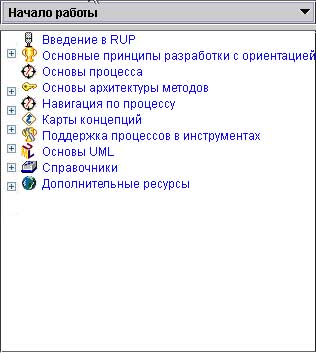 Начало работы
Введение в RUP
Основные принципы разработки с ориентацией
Основы процесса
Основы архитектуры методов
Навигация по процессу
Карты концепций
Поддержка процессов в инструментах
Основы UML
Справочники
Дополнительные ресурсы